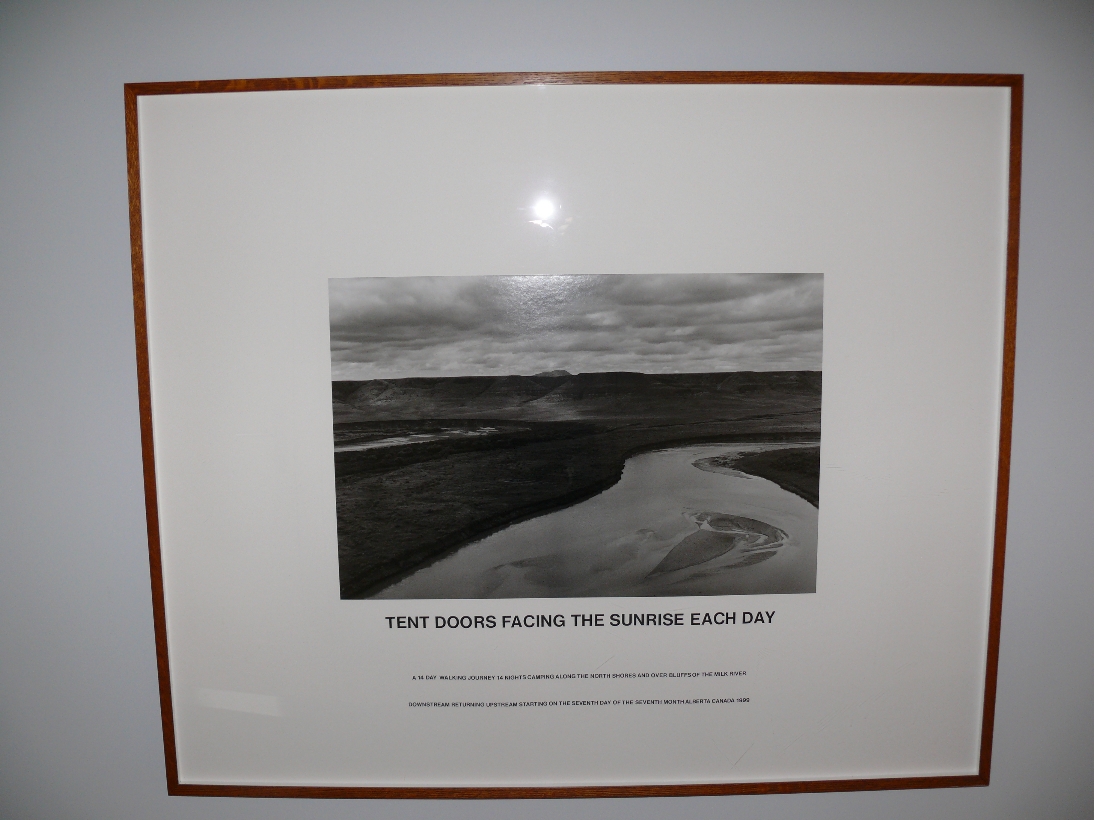 TENT DOORS FACING THE SUNRISE EACH DAY
A 14 DAY WALKING JOURNEY 14 NIGHTS CAMPING ALONG THE NORTH SHORES AND OVER BLUFFS OF THE MILK RIVER
DOWNSTREAM RETURNING UPSTREAM STARTING ON THE SEVENTH DAY OF THE SEVENTH MONTH ALBERTA CANADA 1999